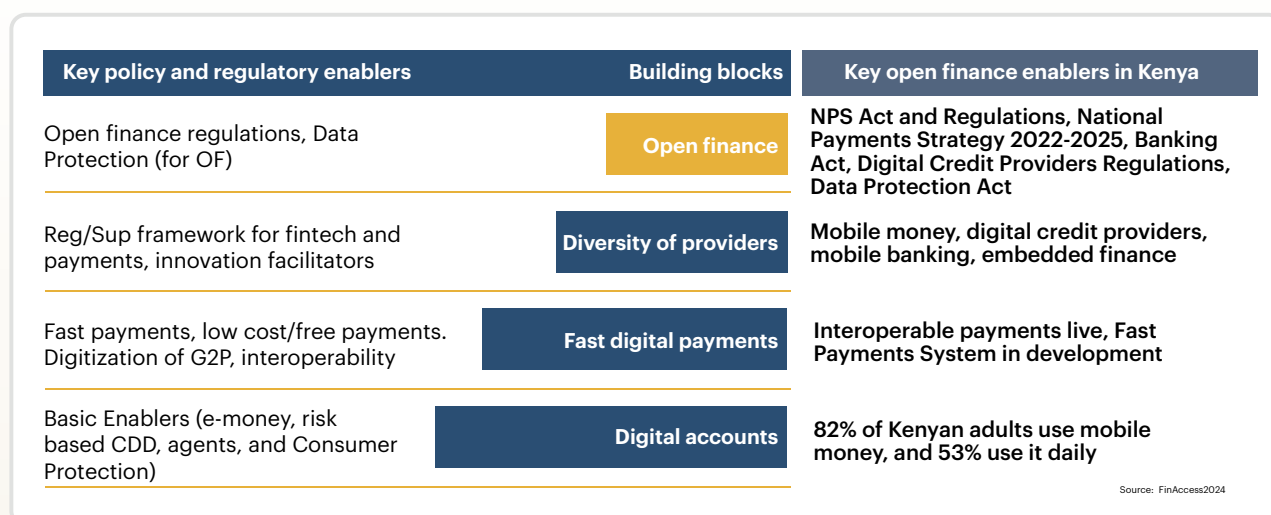 Key policy and regulatory enablers
Building blocks
Key open finance enablers in Kenya
Open finance regulations, Data
Protection (for OF)
Open finance
NPS Act and Regulations, National
Payments Strategy 2022-2025, Banking
Act, Digital Credit Providers Regulations,
Data Protection Act
Reg/Sup framework for fintech and
payments, innovation facilitators
Diversity of providers
Mobile money, digital credit providers,
mobile banking, embedded finance
Fast payments, low cost/free payments.
Digitization of G2P, interoperability
Fast digital payments
Interoperable payments live, Fast
Payments System in development
Basic Enablers (e-money, risk
based CDD, agents, and Consumer
Protection)
Digital accounts
82% of Kenyan adults use mobile
money, and 53% use it daily
Source: FinAccess2024